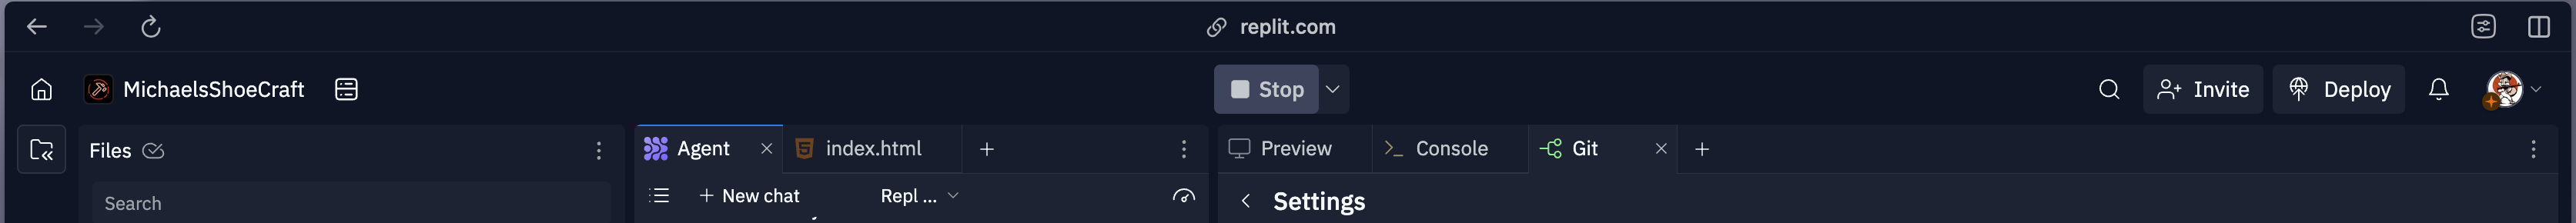 replit.com
MichaelsShoeCraft
Stop
Invite
Deploy
Files
Agent
index.html
Preview
Console
Git
Search
New chat
Repl ...
Settings